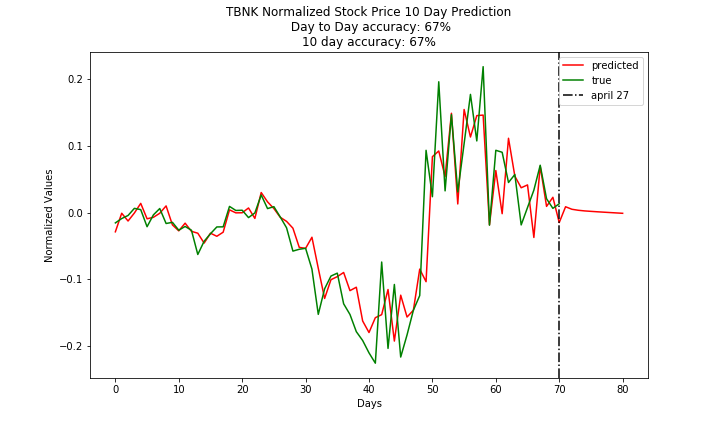 TBNK Normalized Stock Price 10 Day Prediction
Day to Day accuracy: 67%
10 day accuracy: 67%
predicted
true
april 27
Normalized Values
0.2
0.1
0.0
−0.1
−0.2
0 10 20 30 40 50 60 70 80
Days